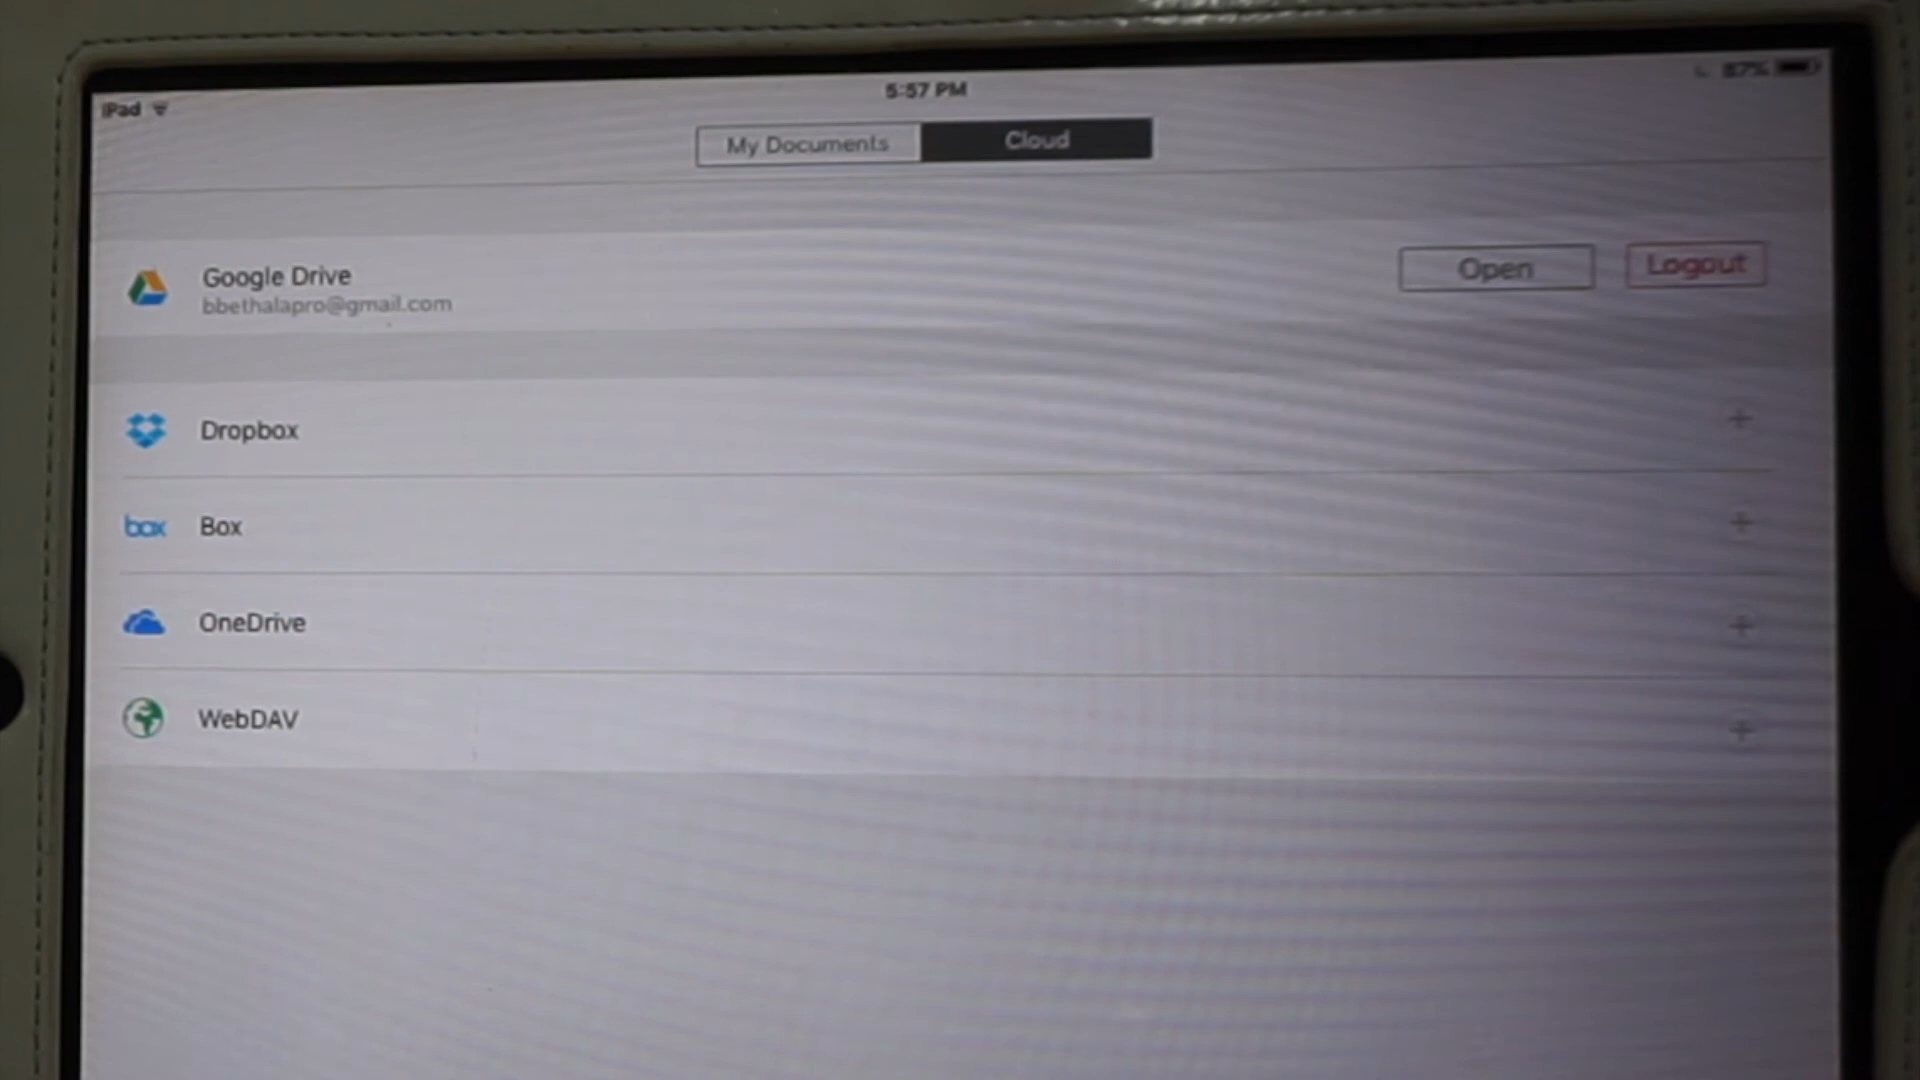 iPad
5:57 PM
87%
My Documents
Cloud
Google Drive
bbethalapro@gmail.com
Open
Logout
Dropbox
box
Box
OneDrive
WebDAV